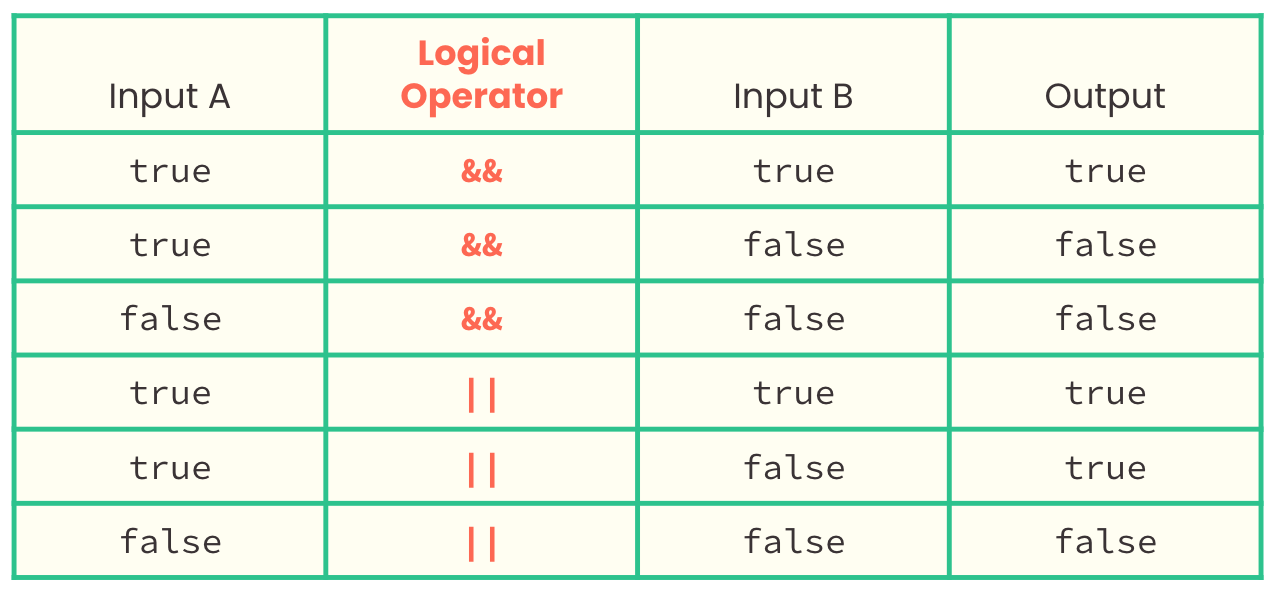 Input A Logical Operator Input B Output
true && true true
true && false false
false && false false
true || true true
true || false true
false || false false